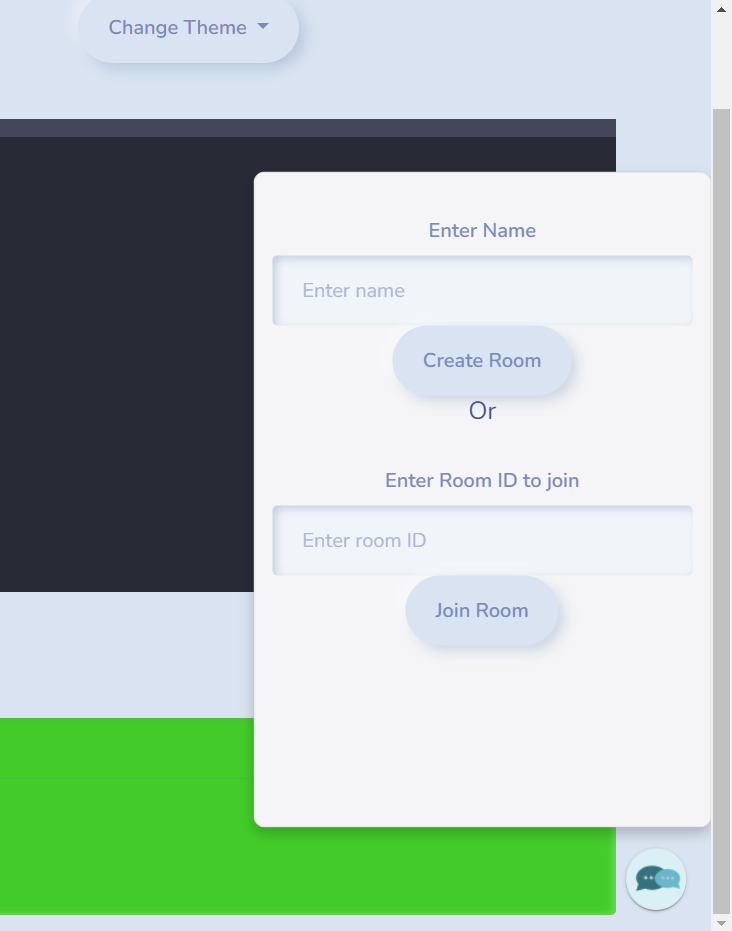 Change Theme
Enter Name
Enter name
Create Room
Or
Enter Room ID to join
Enter room ID
Join Room